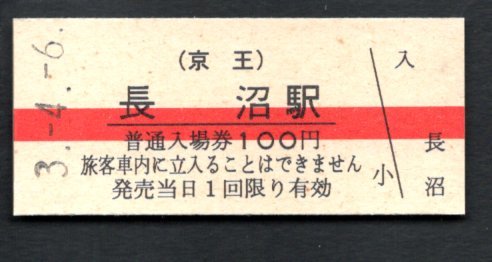 3.-4.-6.
(京 王)
長 沼駅
普通入場券100円
旅客車内に立入ることはできません
発売当日1回限り有効
入
小
長沼